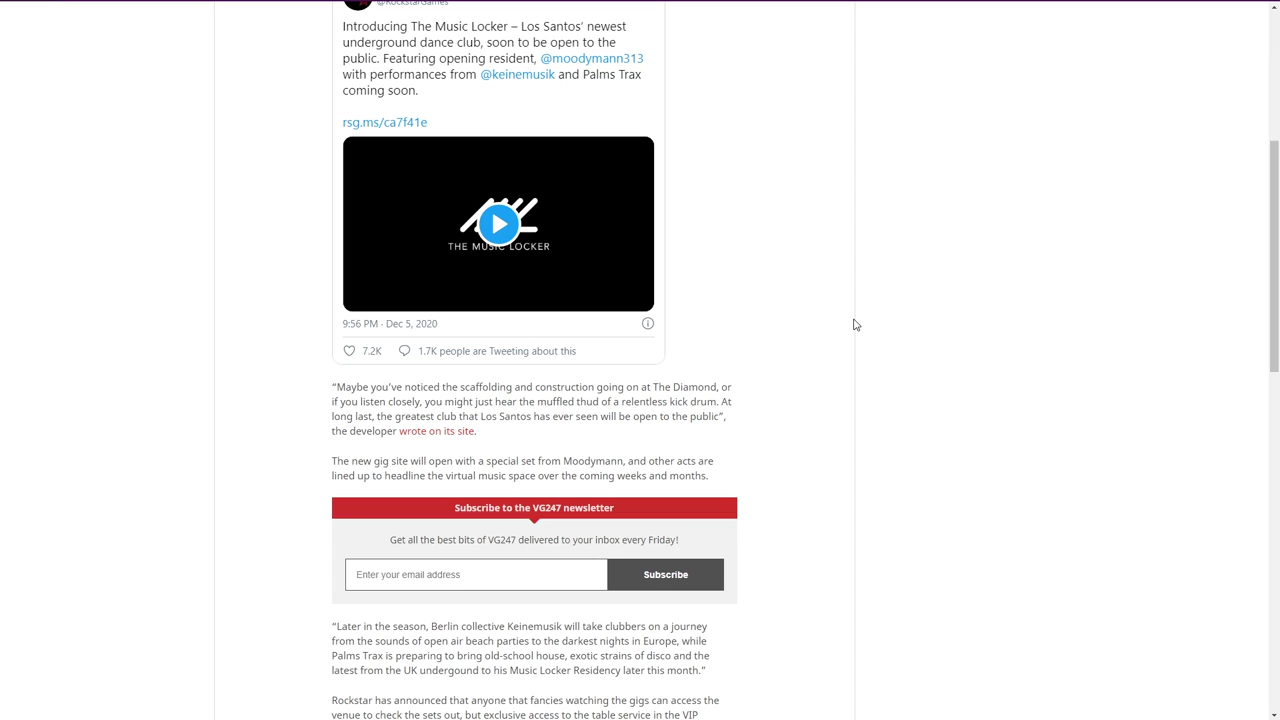 @RockstarGames
Introducing The Music Locker – Los Santos’ newest
underground dance club, soon to be open to the
public. Featuring opening resident, @moodymann313
with performances from @keinemusik and Palms Trax
coming soon.
rsg.ms/ca7f41e
THE MUSIC LOCKER
9:56 PM · Dec 5, 2020
7.2K 1.7K people are Tweeting about this
“Maybe you’ve noticed the scaffolding and construction going on at The Diamond, or
if you listen closely, you might just hear the muffled thud of a relentless kick drum. At
long last, the greatest club that Los Santos has ever seen will be open to the public”,
the developer wrote on its site.
The new gig site will open with a special set from Moodymann, and other acts are
lined up to headline the virtual music space over the coming weeks and months.
Subscribe to the VG247 newsletter
Get all the best bits of VG247 delivered to your inbox every Friday!
Enter your email address Subscribe
“Later in the season, Berlin collective Keinemusik will take clubbers on a journey
from the sounds of open air beach parties to the darkest nights in Europe, while
Palms Trax is preparing to bring old-school house, exotic strains of disco and the
latest from the UK undergound to his Music Locker Residency later this month.”
Rockstar has announced that anyone that fancies watching the gigs can access the
venue to check the sets out, but exclusive access to the table service in the VIP